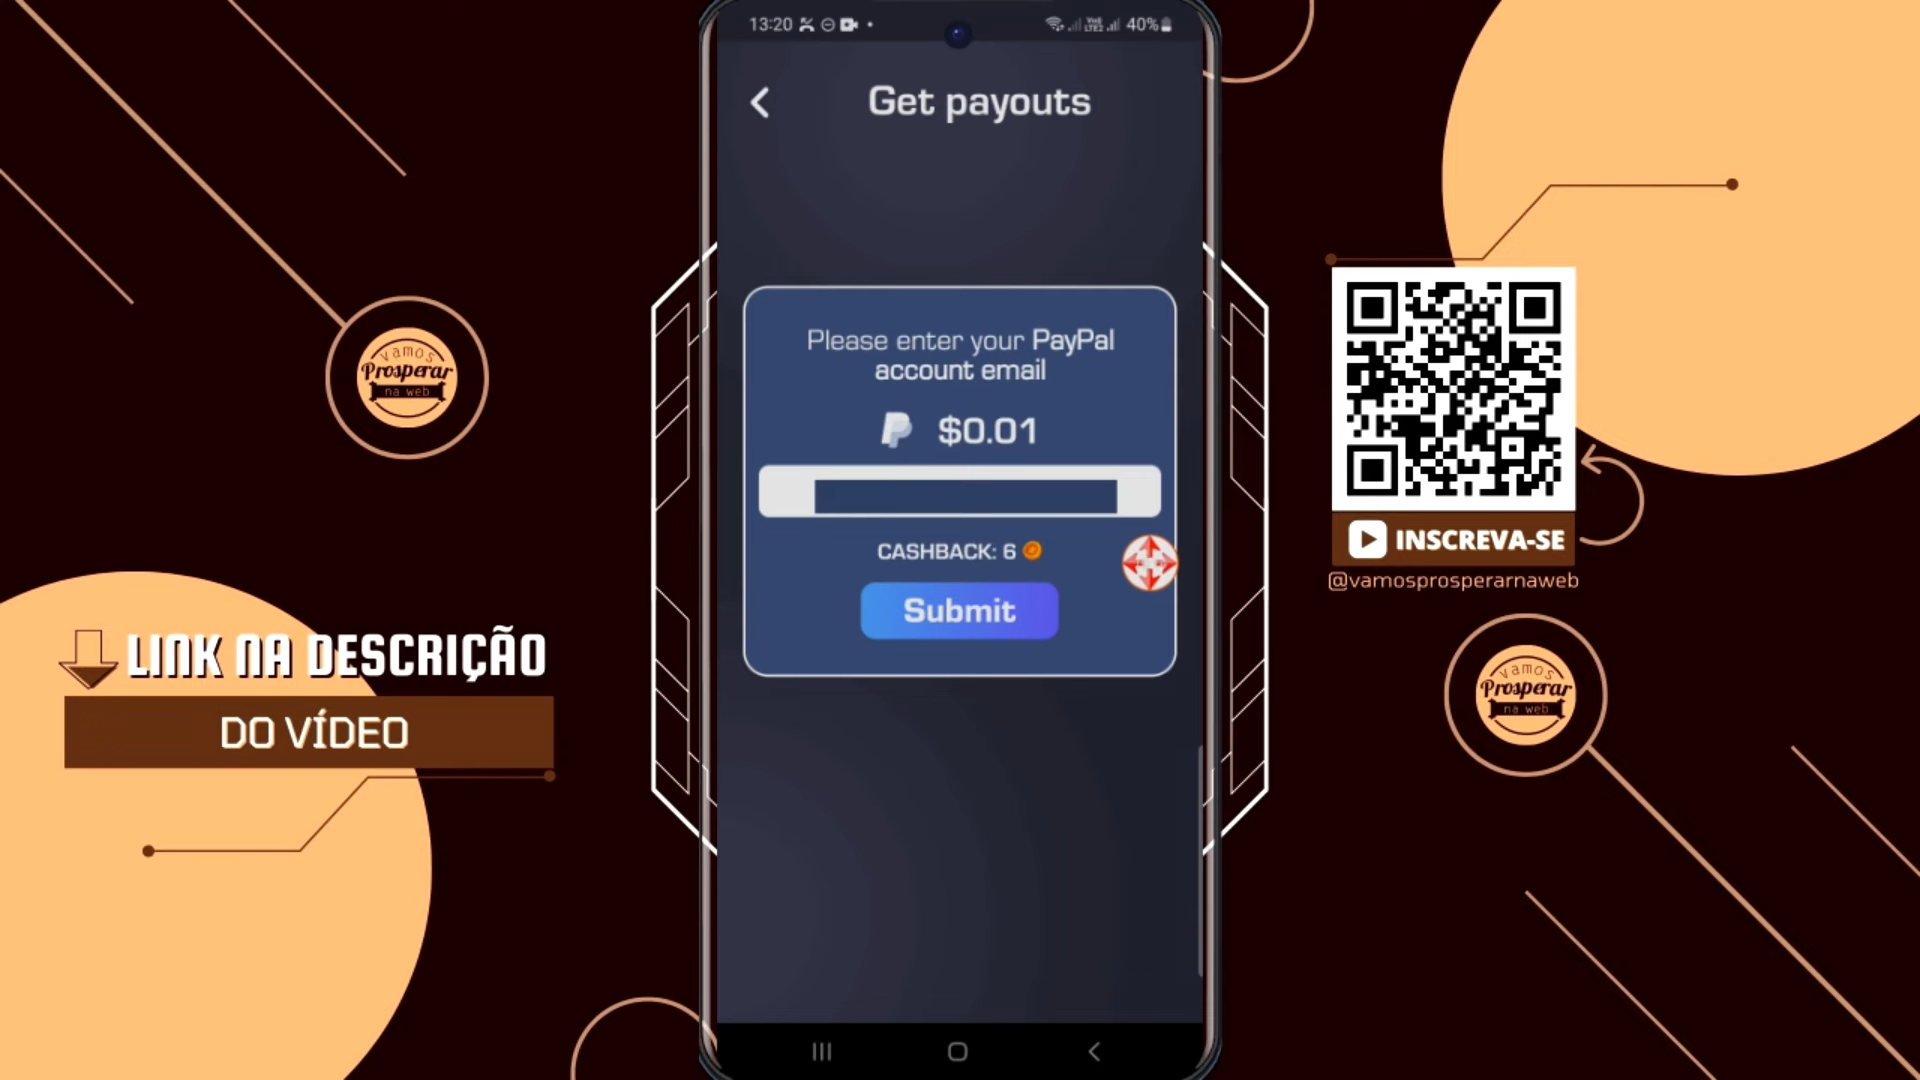 13:20
VoLTE2
40%
Get payouts
Please enter your PayPal
account email
$0.01
CASHBACK: 6
Submit
vamos
Prosperar
na web
LINK NA DESCRIÇÃO
DO VÍDEO
INSCREVA-SE
@vamosprosperarnaweb
vamos
Prosperar
na web